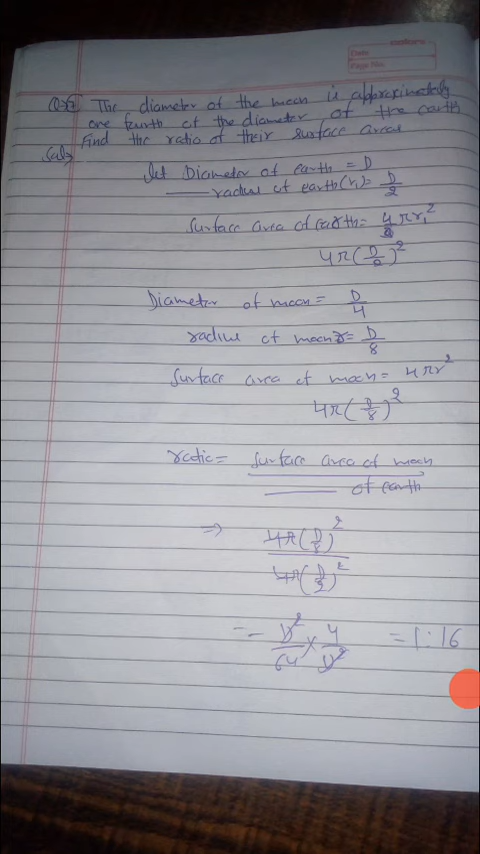 The diameter of the moon is approximately
one fourth of the diameter of the earth
Find the ratio of their surface areas
Let Diameter of earth = D
radius of earth (r₁) = D/2
Surface area of earth = 4πr₁²
4π(D/2)²
Diameter of moon = D/4
radius of moon r = D/8
Surface area of moon = 4πr²
4π(D/8)²
ratio = Surface area of moon
of earth
⇒ 4π(D/8)²
4π(D/2)²
= D²/64 × 4/D² = 1:16